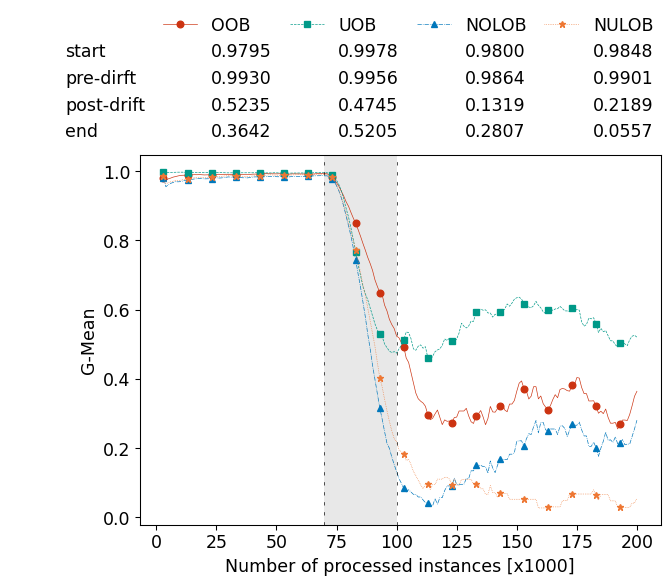 OOB UOB NOLOB NULOB
start 0.9795 0.9978 0.9800 0.9848
pre-dirft 0.9930 0.9956 0.9864 0.9901
post-drift 0.5235 0.4745 0.1319 0.2189
end 0.3642 0.5205 0.2807 0.0557
1.0
0.8
0.6
0.4
0.2
0.0
G-Mean
0 25 50 75 100 125 150 175 200
Number of processed instances [x1000]